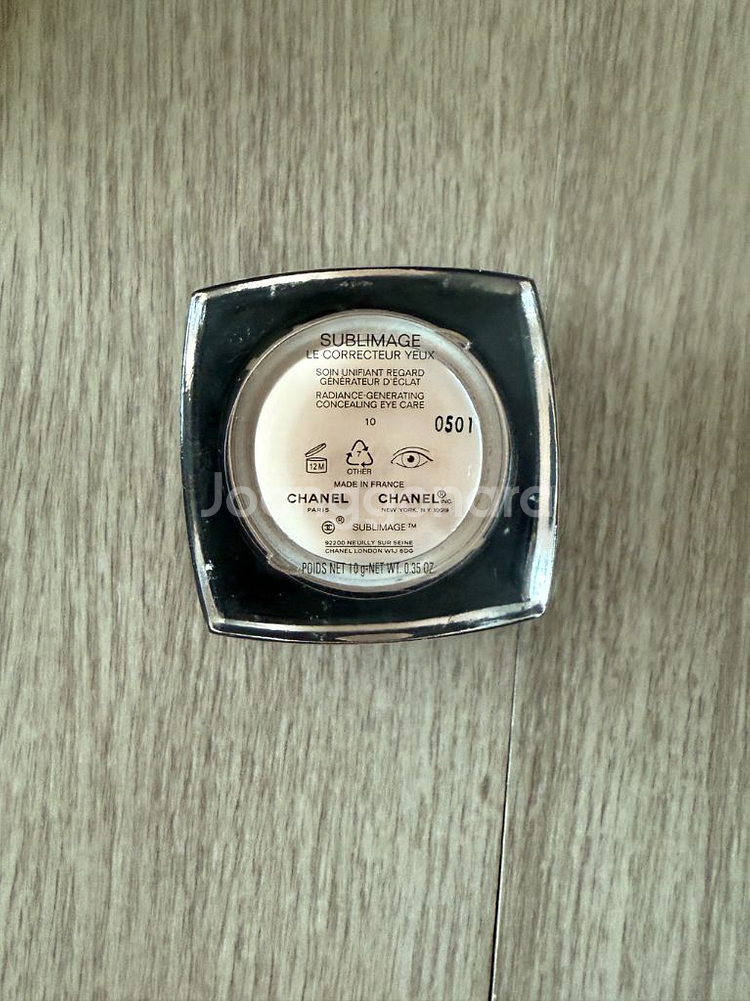 SUBLIMAGE
LE CORRECTEUR YEUX
SOIN UNIFIANT REGARD
GÉNÉRATEUR D'ÉCLAT
RADIANCE-GENERATING
CONCEALING EYE CARE
10
0501
12M
7
OTHER
MADE IN FRANCE
CHANEL CHANEL® INC.
PARIS NEW YORK, N.Y. 10019
Joonggonara
® SUBLIMAGE™
92200 NEUILLY SUR SEINE
CHANEL LONDON W1J 6DG
POIDS NET 10 g-NET WT. 0.35 OZ.